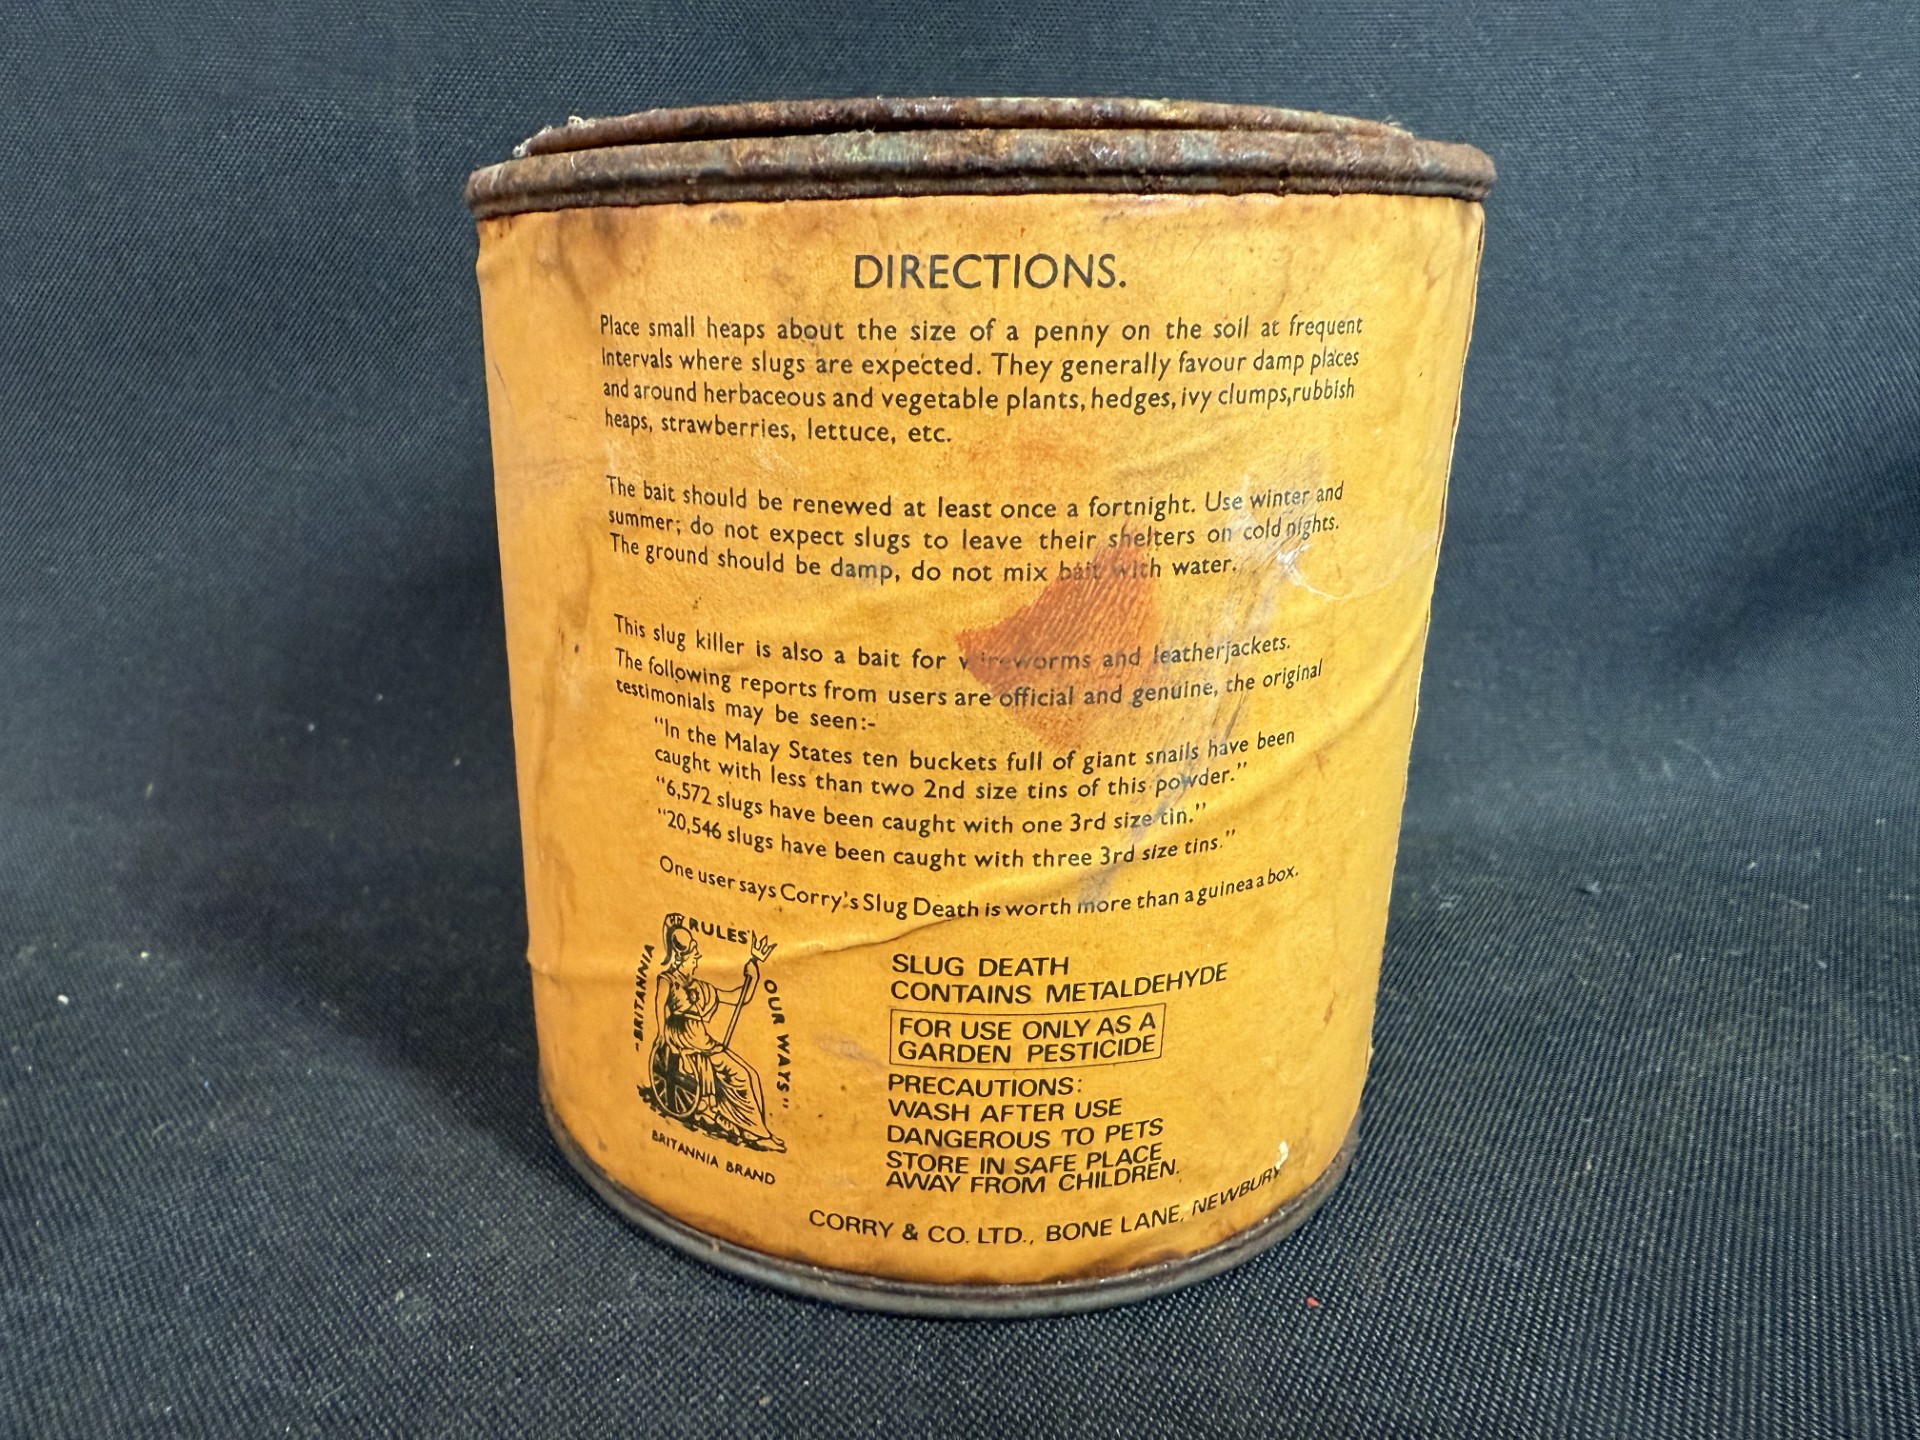 DIRECTIONS.
Place small heaps about the size of a penny on the soil at frequent
intervals where slugs are expected. They generally favour damp places
and around herbaceous and vegetable plants, hedges, ivy clumps, rubbish
heaps, strawberries, lettuce, etc.
The bait should be renewed at least once a fortnight. Use winter and
summer; do not expect slugs to leave their shelters on cold nights.
The ground should be damp, do not mix bait with water.
This slug killer is also a bait for wireworms and leatherjackets.
The following reports from users are official and genuine, the original
testimonials may be seen:-
"In the Malay States ten buckets full of giant snails have been
caught with less than two 2nd size tins of this powder."
"6,572 slugs have been caught with one 3rd size tin."
"20,546 slugs have been caught with three 3rd size tins."
One user says Corry's Slug Death is worth more than a guinea a box.
"BRITANNIA RULES OUR WAYS"
BRITANNIA BRAND
SLUG DEATH
CONTAINS METALDEHYDE
FOR USE ONLY AS A
GARDEN PESTICIDE
PRECAUTIONS:
WASH AFTER USE
DANGEROUS TO PETS
STORE IN SAFE PLACE
AWAY FROM CHILDREN.
CORRY & CO. LTD., BONE LANE, NEWBURY